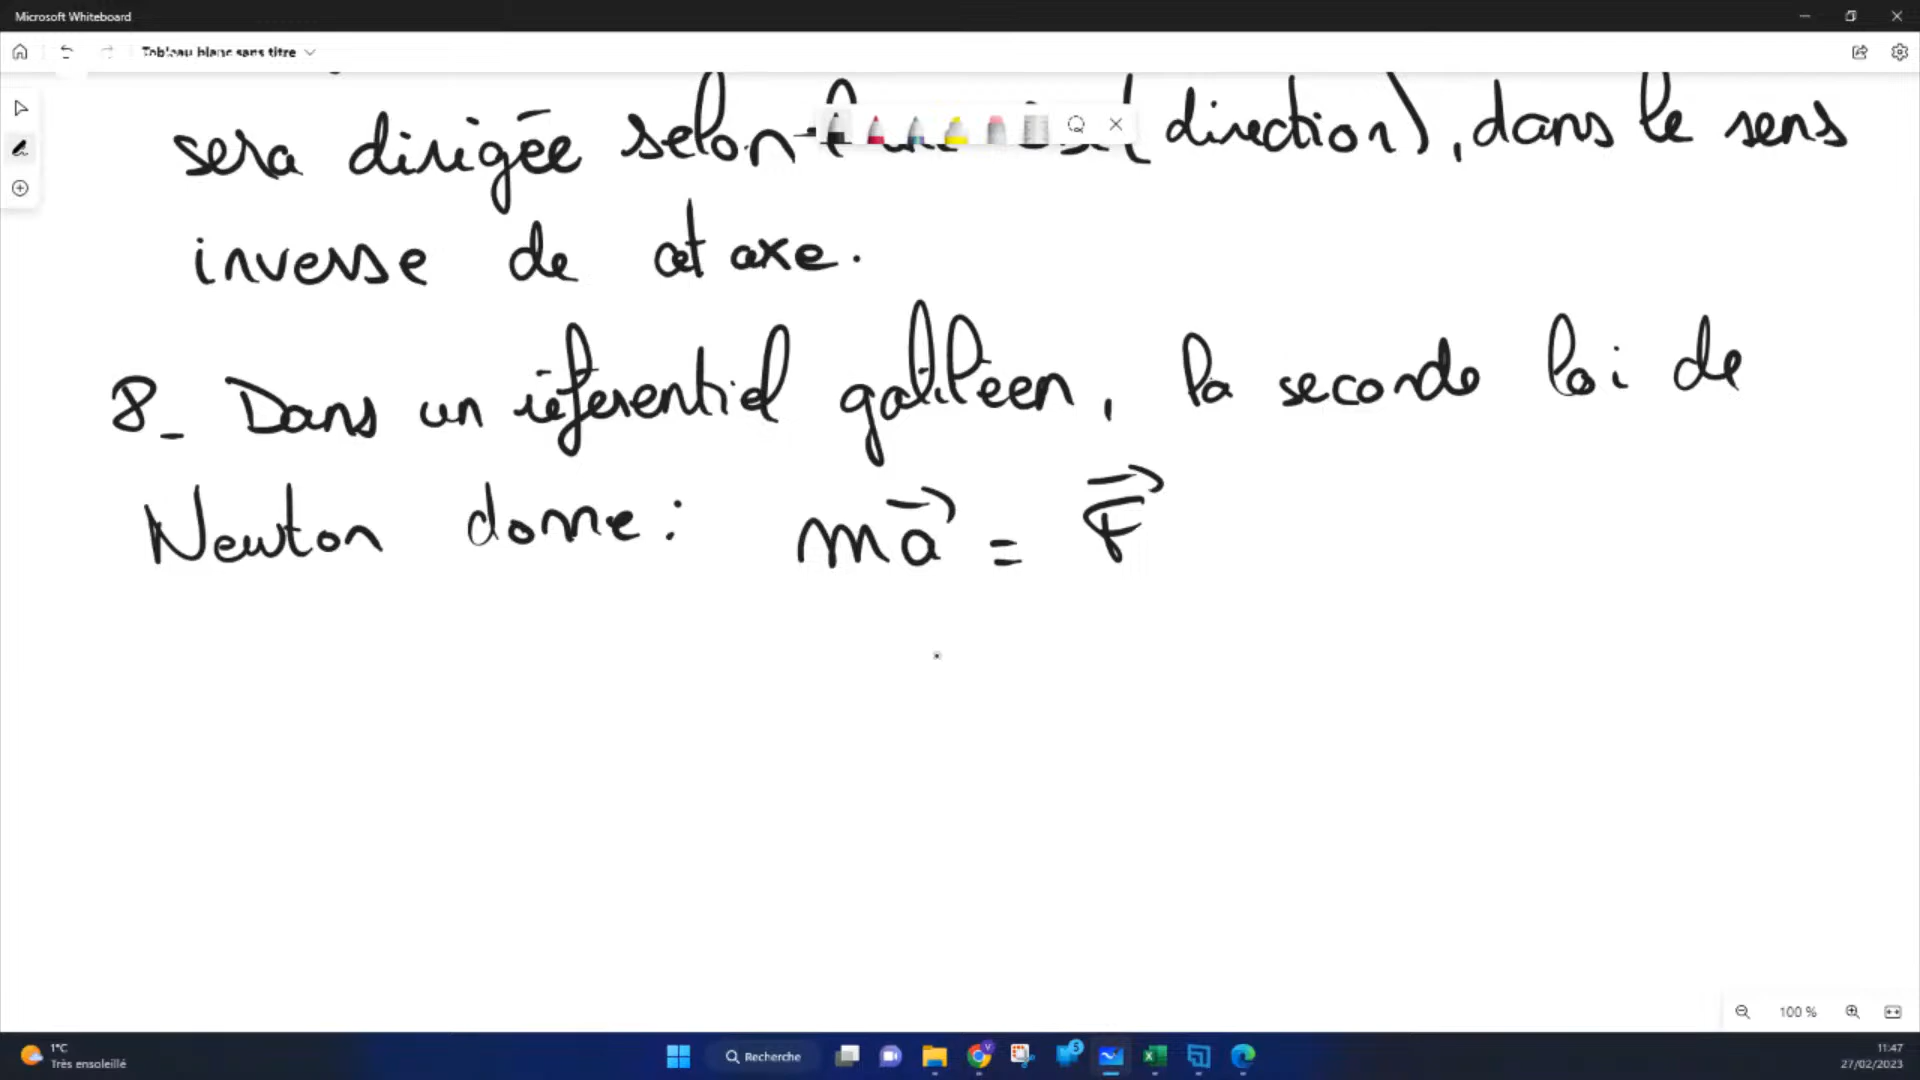 Microsoft Whiteboard
Tableau blanc sans titre
sera dirigée selon (direction), dans le sens
inverse de cet axe.
8_ Dans un référentiel galiléen, la seconde loi de
Newton donne : ma⃗ = F⃗
100 %
1°C
Très ensoleillé
Recherche
5
11:47
27/02/2023